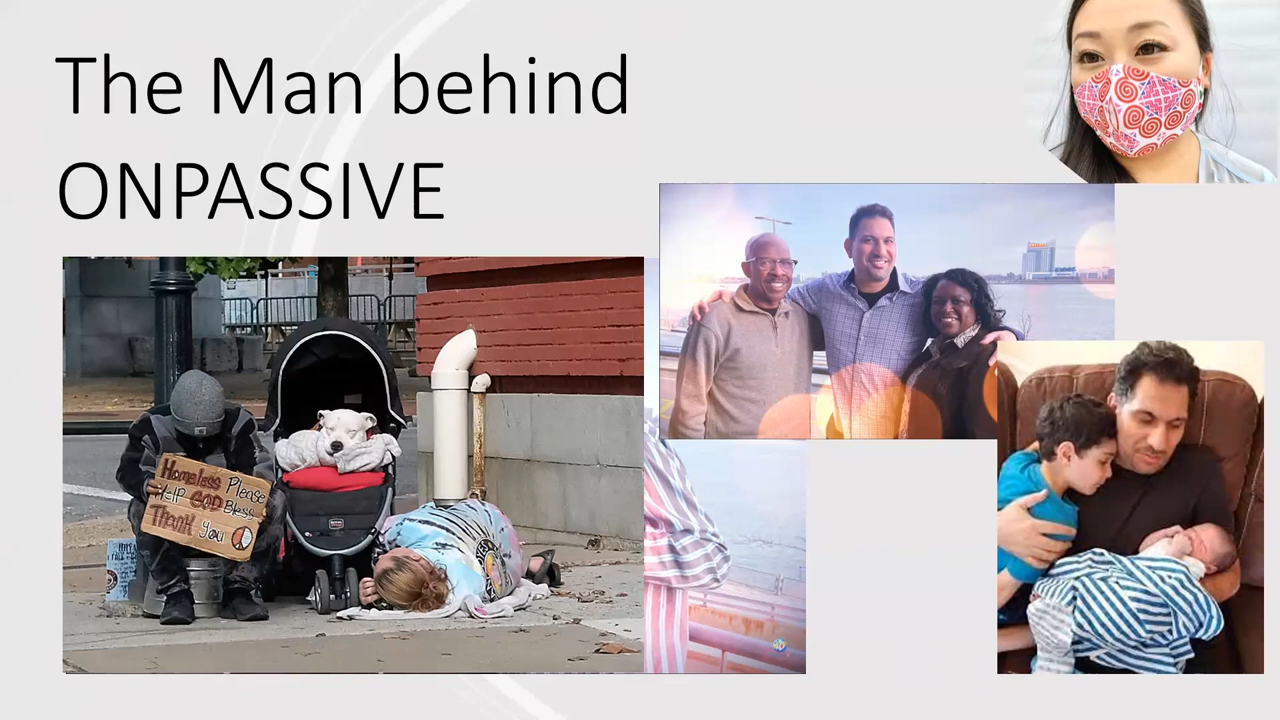 The Man behind
ONPASSIVE
Homeless Please
HELP GOD Bless
THANK You